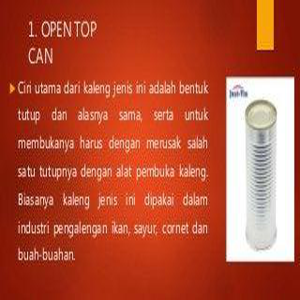 1. OPEN TOP
CAN
Ciri utama dari kaleng jenis ini adalah bentuk
tutup dan alasnya sama, serta untuk
membukanya harus dengan merusak salah
satu tutupnya dengan alat pembuka kaleng.
Biasanya kaleng jenis ini dipakai dalam
industri pengalengan ikan, sayur, cornet dan
buah-buahan.